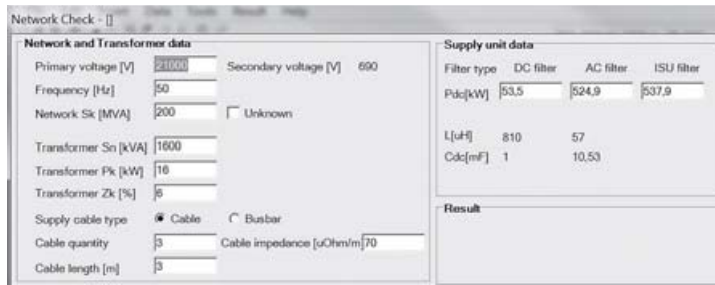 Network Check - []
Network and Transformer data
Primary voltage [V] 21000 Secondary voltage [V] 690
Frequency [Hz] 50
Network Sk [MVA] 200 Unknown
Transformer Sn [kVA] 1600
Transformer Pk [kW] 16
Transformer Zk [%] 6
Supply cable type Cable Busbar
Cable quantity 3 Cable impedance [uOhm/m 70
Cable length [m] 3
Supply unit data
Filter type DC filter AC filter ISU filter
Pdc[kW] 53,5 524,9 537,9
L[uH] 810 57
Cdc[mF] 1 10,53
Result